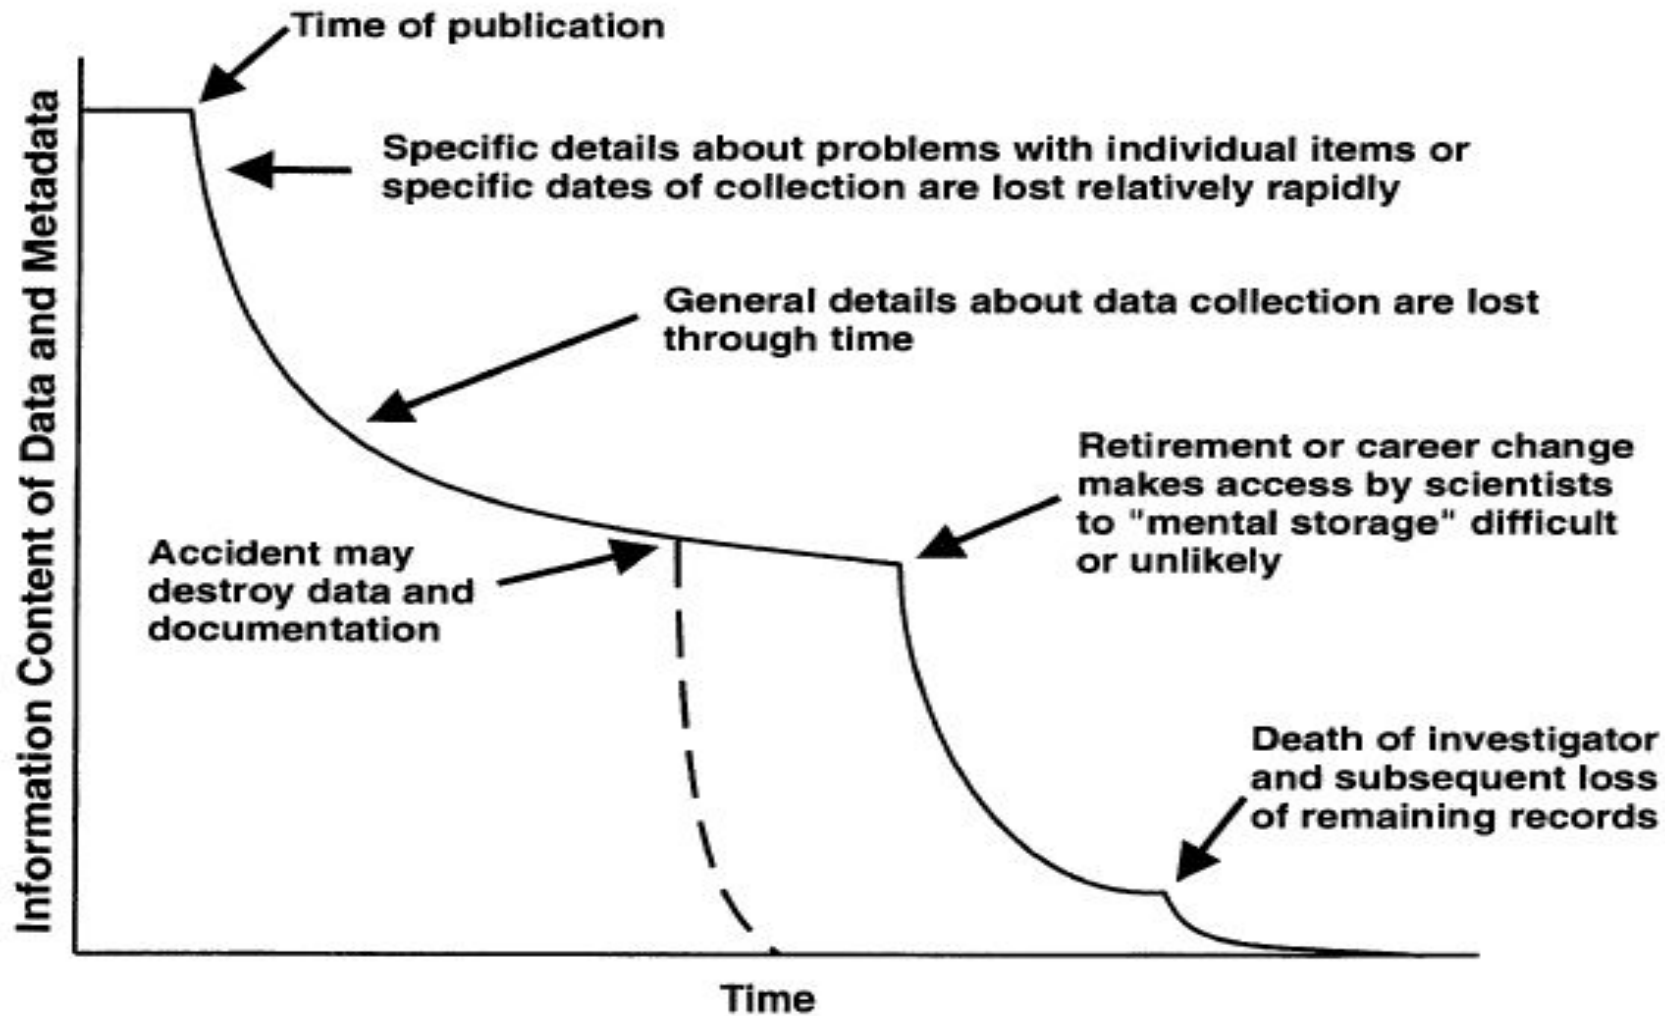 Time of publication
Specific details about problems with individual items or
specific dates of collection are lost relatively rapidly
General details about data collection are lost
through time
Retirement or career change
makes access by scientists
to "mental storage" difficult
or unlikely
Accident may
destroy data and
documentation
Death of investigator
and subsequent loss
of remaining records
Information Content of Data and Metadata
Time